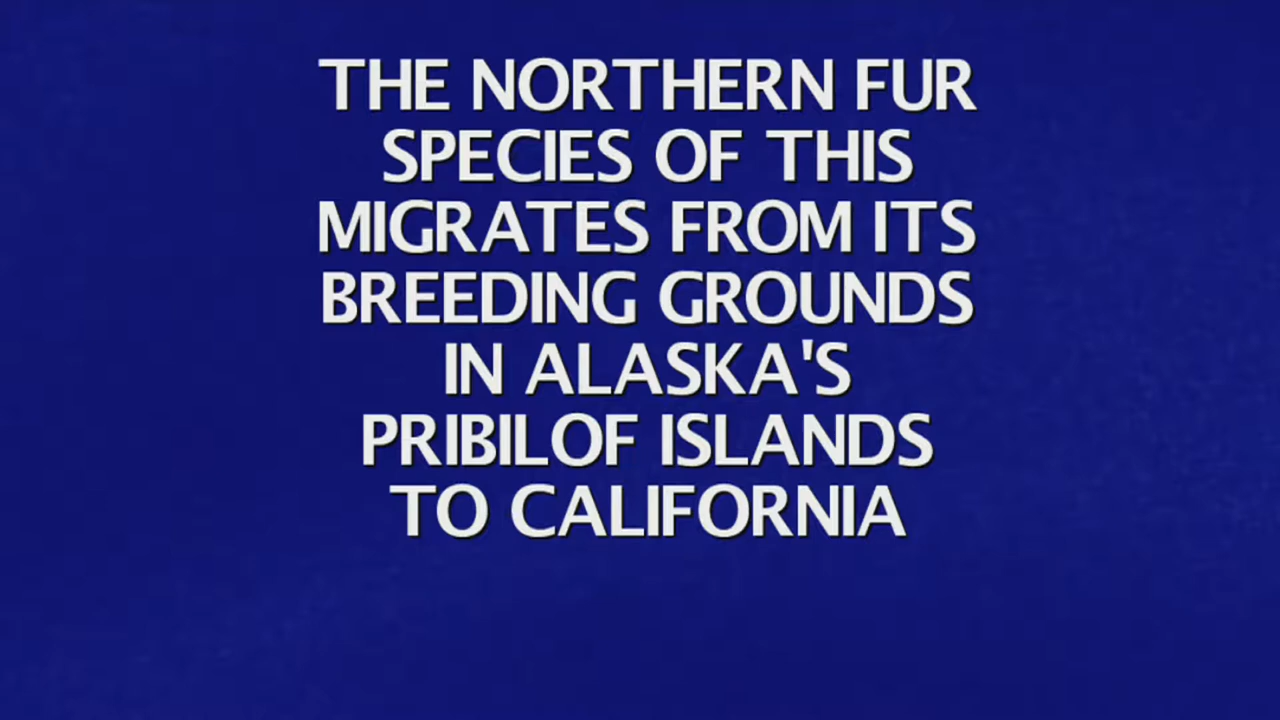 THE NORTHERN FUR
SPECIES OF THIS
MIGRATES FROM ITS
BREEDING GROUNDS
IN ALASKA'S
PRIBILOF ISLANDS
TO CALIFORNIA